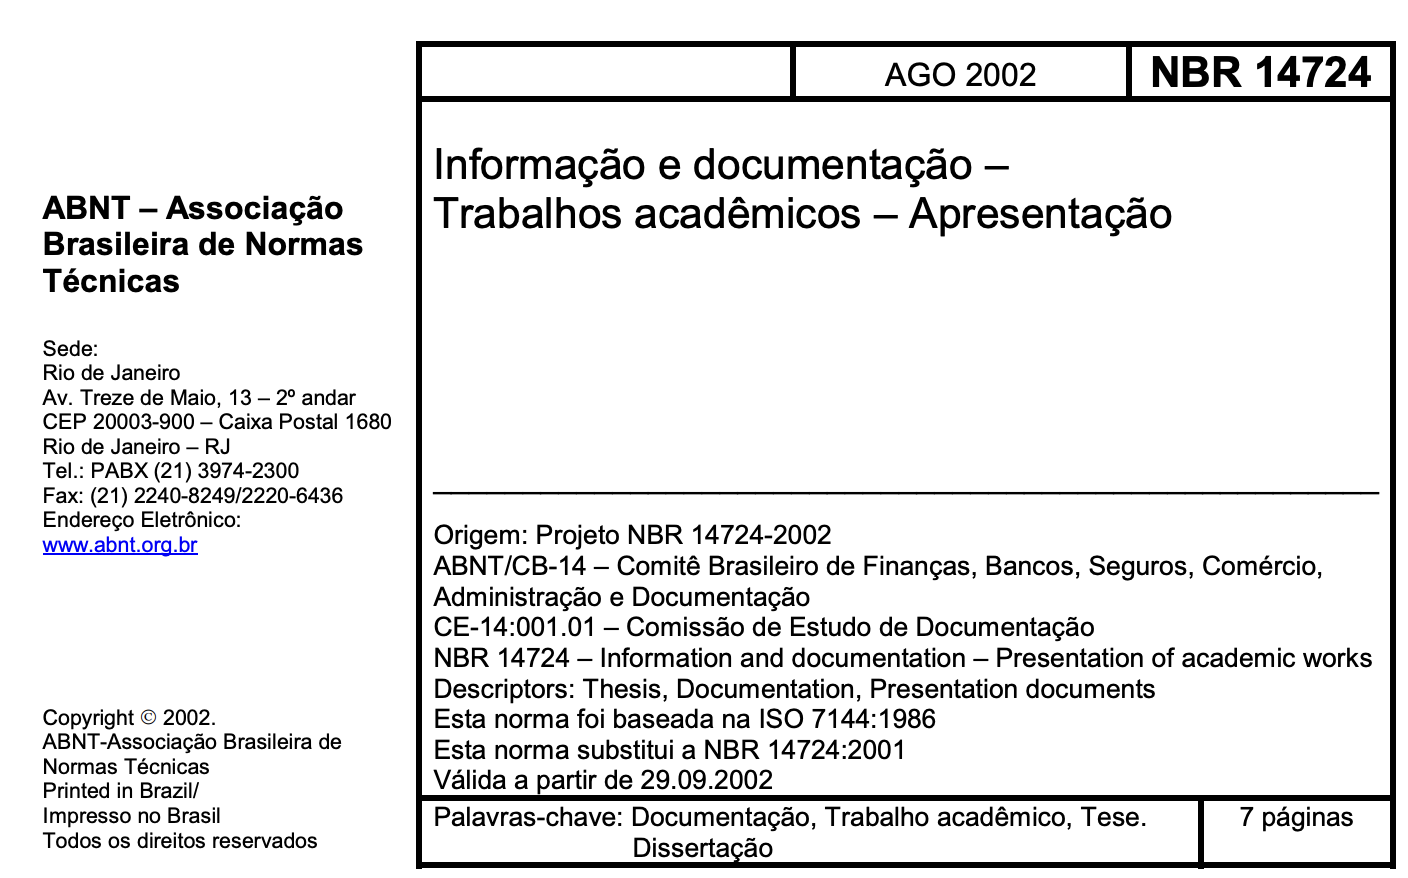 AGO 2002
NBR 14724
ABNT – Associação
Brasileira de Normas
Técnicas
Sede:
Rio de Janeiro
Av. Treze de Maio, 13 – 2º andar
CEP 20003-900 – Caixa Postal 1680
Rio de Janeiro – RJ
Tel.: PABX (21) 3974-2300
Fax: (21) 2240-8249/2220-6436
Endereço Eletrônico:
www.abnt.org.br
Copyright © 2002.
ABNT-Associação Brasileira de
Normas Técnicas
Printed in Brazil/
Impresso no Brasil
Todos os direitos reservados
Informação e documentação –
Trabalhos acadêmicos – Apresentação
Origem: Projeto NBR 14724-2002
ABNT/CB-14 – Comitê Brasileiro de Finanças, Bancos, Seguros, Comércio,
Administração e Documentação
CE-14:001.01 – Comissão de Estudo de Documentação
NBR 14724 – Information and documentation – Presentation of academic works
Descriptors: Thesis, Documentation, Presentation documents
Esta norma foi baseada na ISO 7144:1986
Esta norma substitui a NBR 14724:2001
Válida a partir de 29.09.2002
Palavras-chave: Documentação, Trabalho acadêmico, Tese.
Dissertação
7 páginas